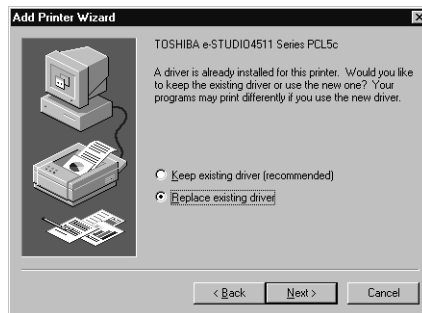 Add Printer Wizard
TOSHIBA e-STUDIO4511 Series PCL5c
A driver is already installed for this printer. Would you like
to keep the existing driver or use the new one? Your
programs may print differently if you use the new driver.
Keep existing driver (recommended)
Replace existing driver
< Back
Next >
Cancel